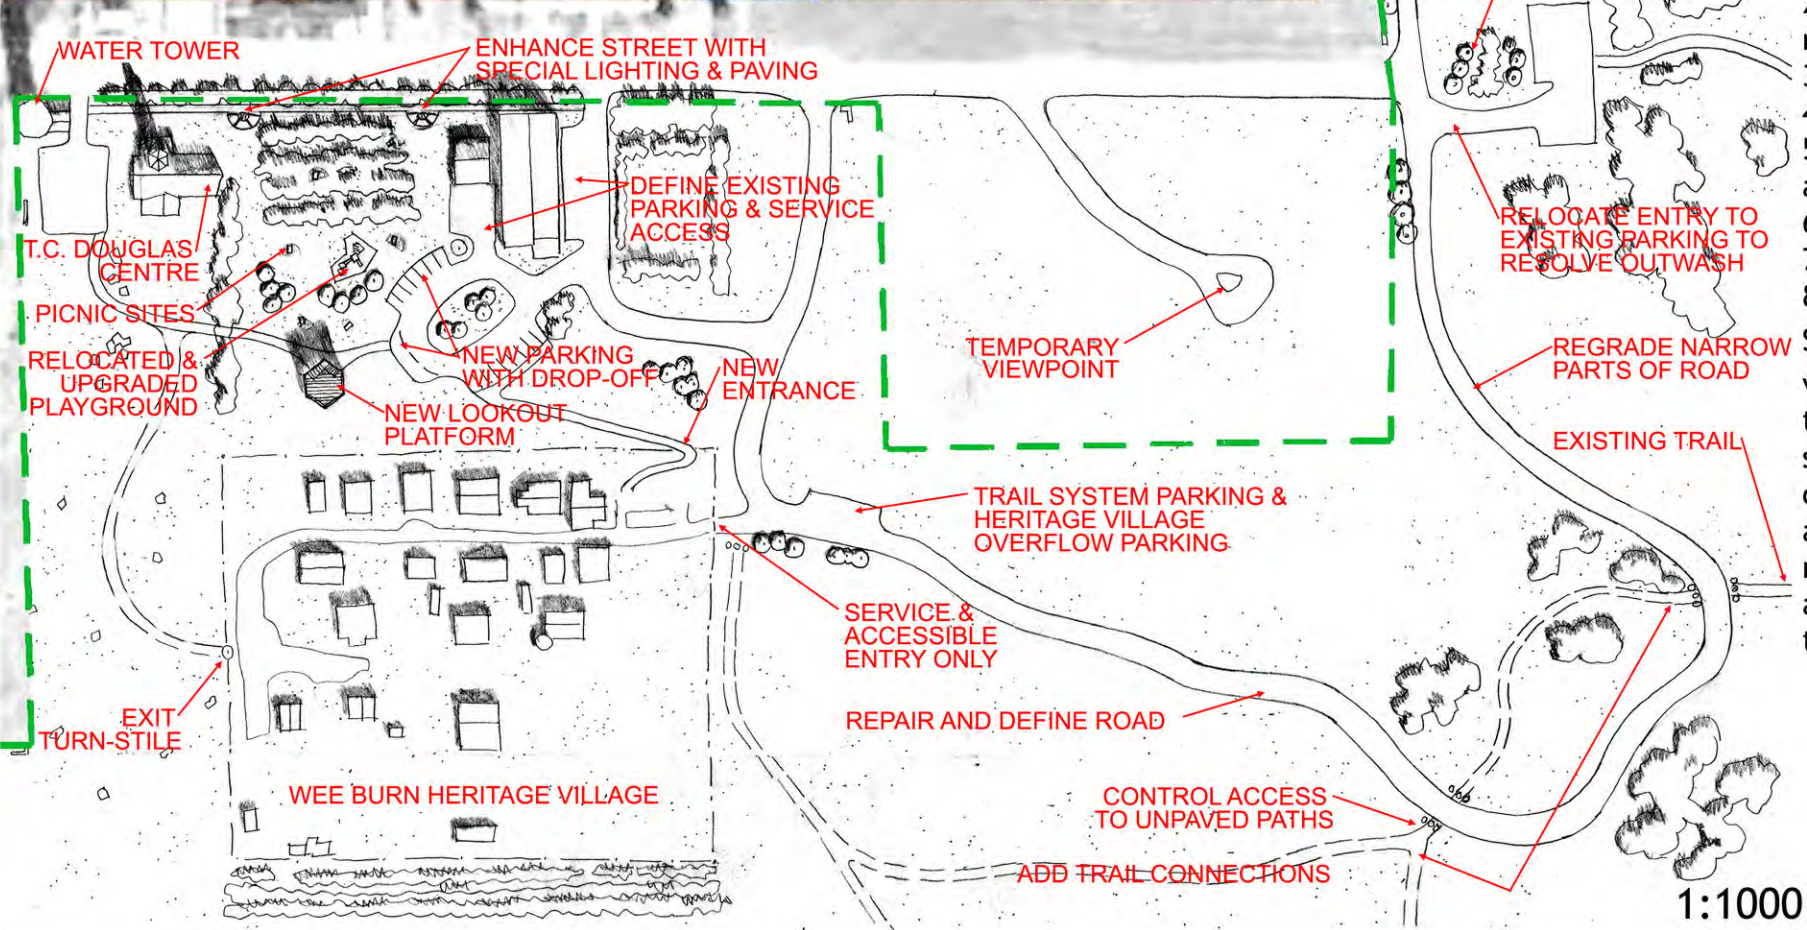 WATER TOWER
ENHANCE STREET WITH
SPECIAL LIGHTING & PAVING
DEFINE EXISTING
PARKING & SERVICE
ACCESS
T.C. DOUGLAS
CENTRE
PICNIC SITES
RELOCATED &
UPGRADED
PLAYGROUND
NEW PARKING
WITH DROP-OFF
NEW LOOKOUT
PLATFORM
NEW
ENTRANCE
TEMPORARY
VIEWPOINT
RELOCATE ENTRY TO
EXISTING PARKING TO
RESOLVE OUTWASH
REGRADE NARROW
PARTS OF ROAD
EXISTING TRAIL
TRAIL SYSTEM PARKING &
HERITAGE VILLAGE
OVERFLOW PARKING
SERVICE &
ACCESSIBLE
ENTRY ONLY
EXIT
TURN-STILE
REPAIR AND DEFINE ROAD
WEE BURN HERITAGE VILLAGE
CONTROL ACCESS
TO UNPAVED PATHS
ADD TRAIL CONNECTIONS
1:1000